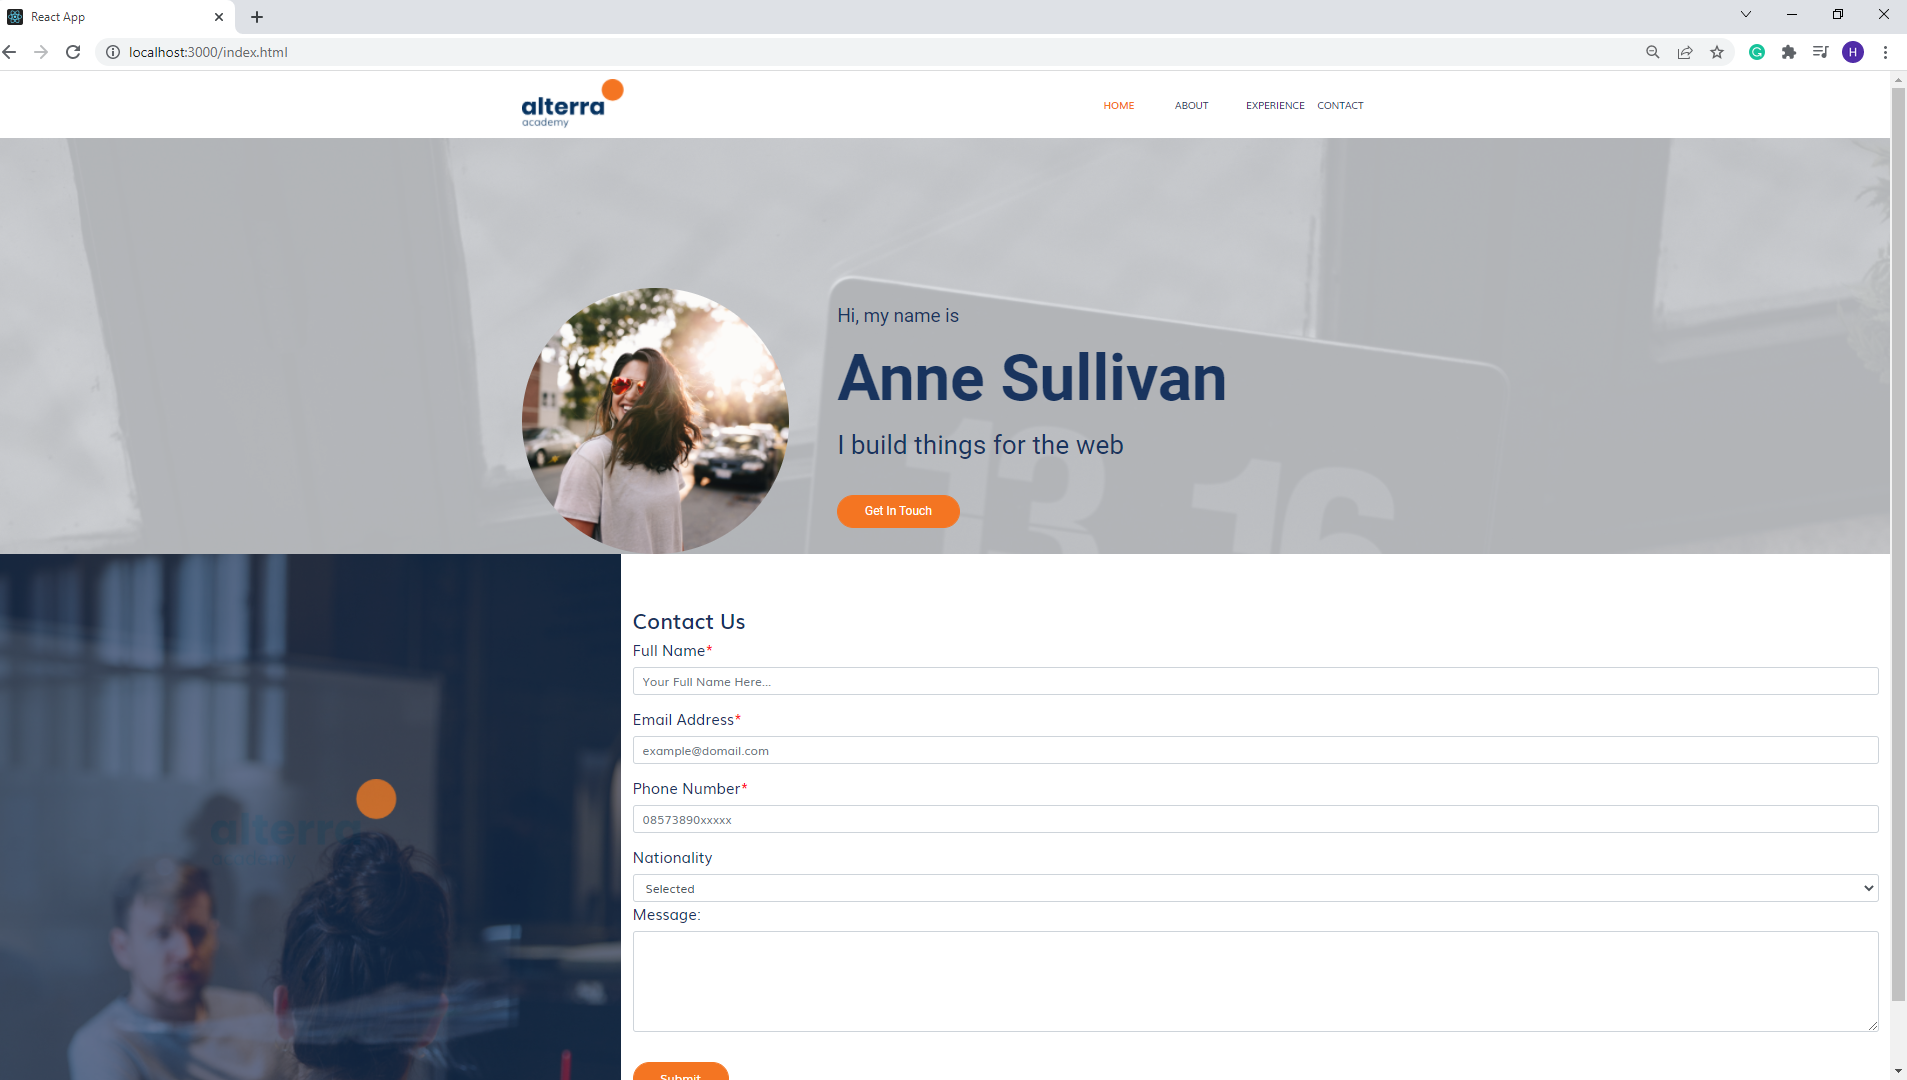 React App
localhost:3000/index.html
H
alterra
academy
HOME ABOUT EXPERIENCE CONTACT
Hi, my name is
Anne Sullivan
I build things for the web
Get In Touch
13 16
alterra
Contact Us
Full Name*
Your Full Name Here...
Email Address*
example@domail.com
Phone Number*
08573890xxxxx
Nationality
Selected
Message:
Submit